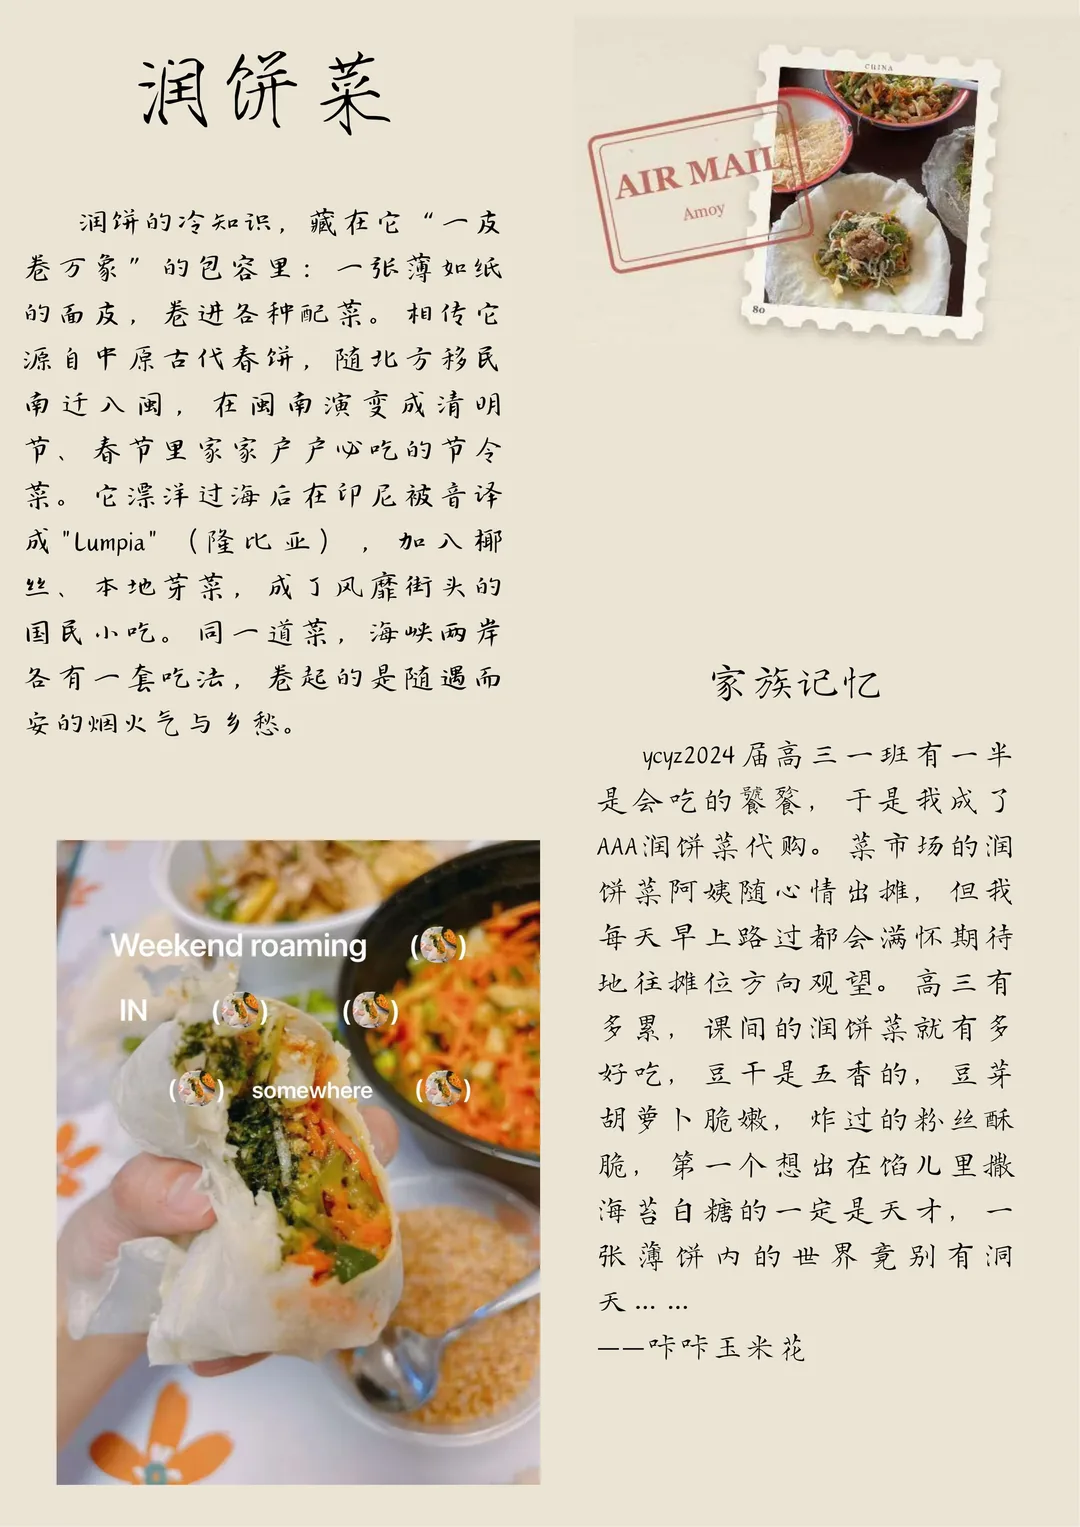 润饼菜
润饼的冷知识，藏在它“一皮
卷万象”的包容里：一张薄如纸
的面皮，卷进各种配菜。相传它
源自中原古代春饼，随北方移民
南迁入闽，在闽南演变成清明
节、春节里家家户户必吃的节令
菜。它漂洋过海后在印尼被音译
成"Lumpia"（隆比亚），加入椰
丝、本地芽菜，成了风靡街头的
国民小吃。同一道菜，海峡两岸
各有一套吃法，卷起的是随遇而
安的烟火气与乡愁。
CHINA
AIR MAIL
Amoy
80
家族记忆
ycyz2024届高三一班有一半
是会吃的饕餮，于是我成了
AAA润饼菜代购。菜市场的润
饼菜阿姨随心情出摊，但我
每天早上路过都会满怀期待
地往摊位方向观望。高三有
多累，课间的润饼菜就有多
好吃，豆干是五香的，豆芽
胡萝卜脆嫩，炸过的粉丝酥
脆，第一个想出在馅儿里撒
海苔白糖的一定是天才，一
张薄饼内的世界竟别有洞
天……
——咔咔玉米花
Weekend roaming ( )
IN ( ) ( )
( ) somewhere ( )